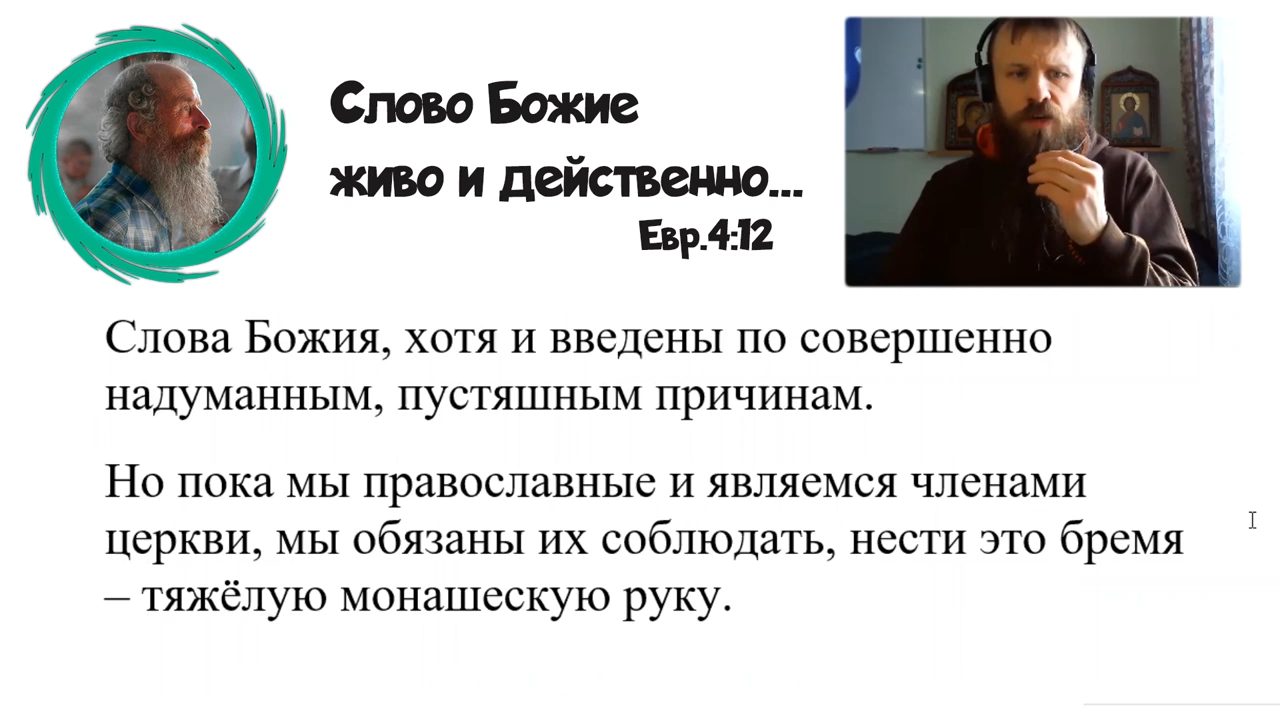 Слово Божие
живо и действенно...
Евр.4:12
Слова Божия, хотя и введены по совершенно
надуманным, пустяшным причинам.
Но пока мы православные и являемся членами
церкви, мы обязаны их соблюдать, нести это бремя
– тяжёлую монашескую руку.